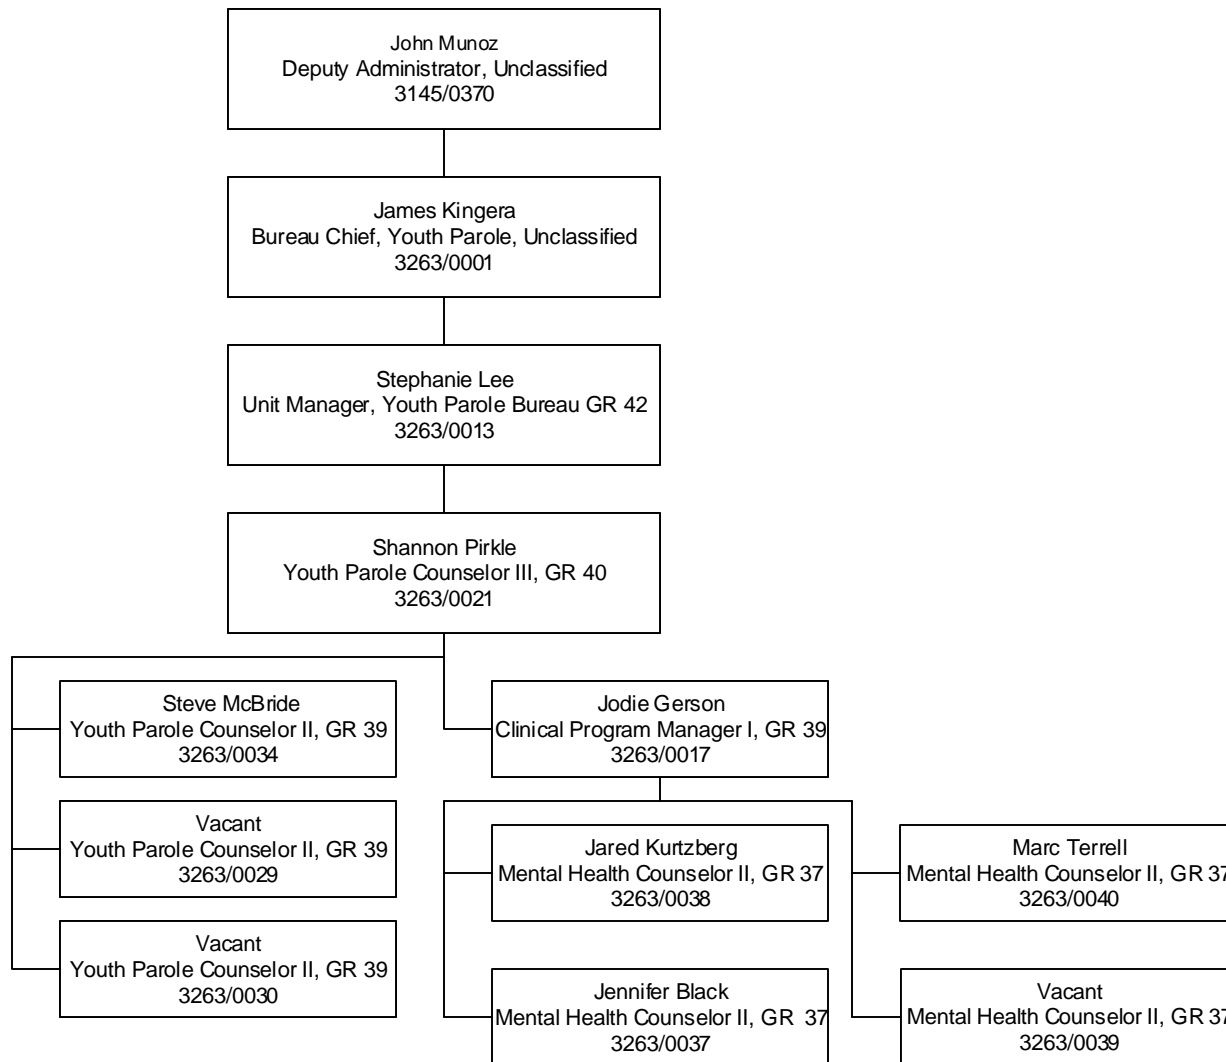 John Munoz
Deputy Administrator, Unclassified
3145/0370
James Kingera
Bureau Chief, Youth Parole, Unclassified
3263/0001
Stephanie Lee
Unit Manager, Youth Parole Bureau GR 42
3263/0013
Shannon Pirkle
Youth Parole Counselor III, GR 40
3263/0021
Steve McBride
Youth Parole Counselor II, GR 39
3263/0034
Vacant
Youth Parole Counselor II, GR 39
3263/0029
Vacant
Youth Parole Counselor II, GR 39
3263/0030
Jodie Gerson
Clinical Program Manager I, GR 39
3263/0017
Jared Kurtzberg
Mental Health Counselor II, GR 37
3263/0038
Jennifer Black
Mental Health Counselor II, GR 37
3263/0037
Marc Terrell
Mental Health Counselor II, GR 37
3263/0040
Vacant
Mental Health Counselor II, GR 37
3263/0039